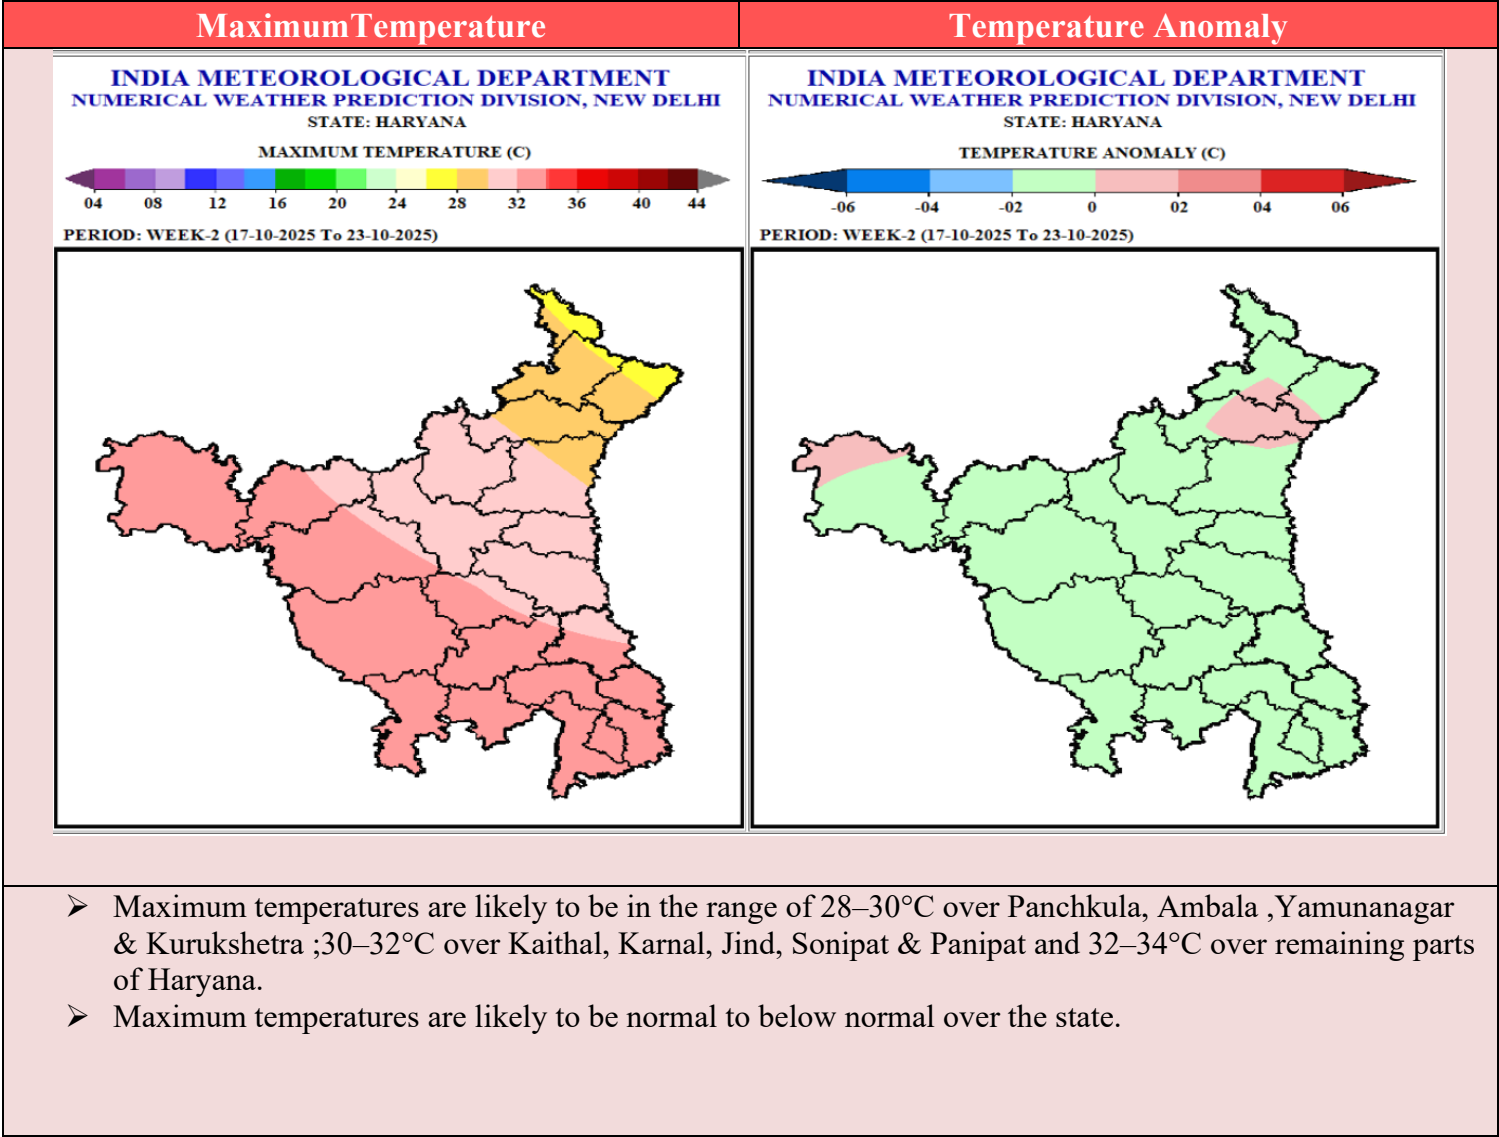 MaximumTemperature
Temperature Anomaly
INDIA METEOROLOGICAL DEPARTMENT
NUMERICAL WEATHER PREDICTION DIVISION, NEW DELHI
STATE: HARYANA
MAXIMUM TEMPERATURE (C)
04 08 12 16 20 24 28 32 36 40 44
PERIOD: WEEK-2 (17-10-2025 To 23-10-2025)
INDIA METEOROLOGICAL DEPARTMENT
NUMERICAL WEATHER PREDICTION DIVISION, NEW DELHI
STATE: HARYANA
TEMPERATURE ANOMALY (C)
-06 -04 -02 0 02 04 06
PERIOD: WEEK-2 (17-10-2025 To 23-10-2025)
➢ Maximum temperatures are likely to be in the range of 28–30°C over Panchkula, Ambala ,Yamunanagar
& Kurukshetra ;30–32°C over Kaithal, Karnal, Jind, Sonipat & Panipat and 32–34°C over remaining parts
of Haryana.
➢ Maximum temperatures are likely to be normal to below normal over the state.